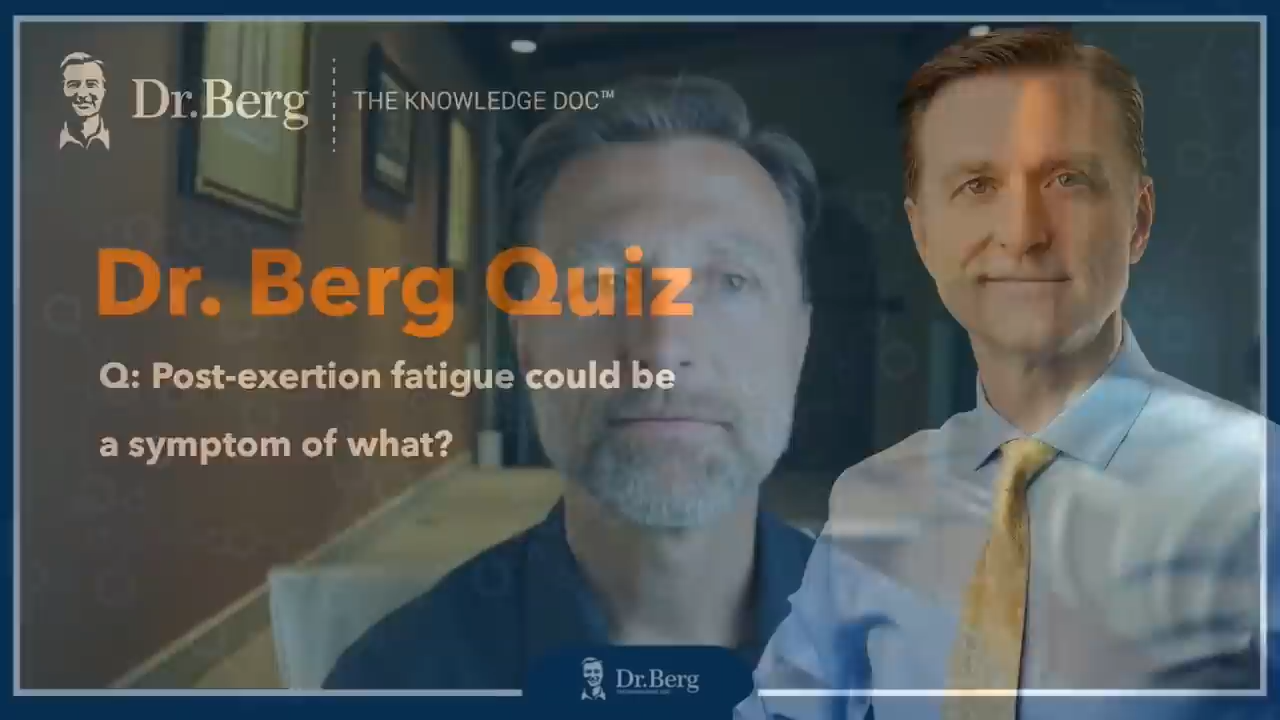 Dr.Berg
THE KNOWLEDGE DOC™
Dr. Berg Quiz
Q: Post-exertion fatigue could be
a symptom of what?
Dr.Berg